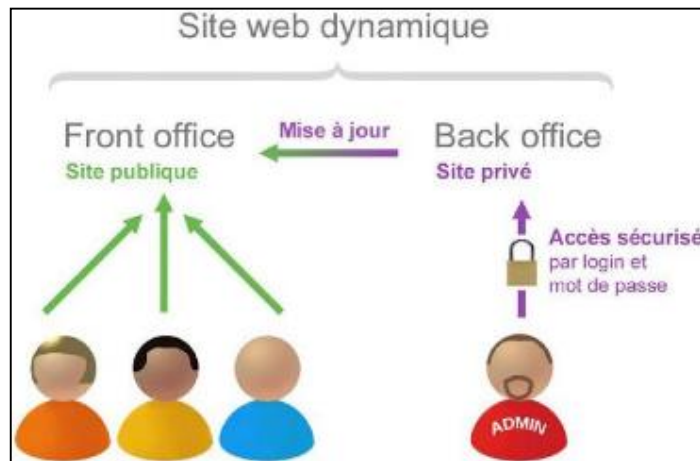 Site web dynamique
Front office
Mise à jour
Back office
Site publique
Site privé
Accès sécurisé
par login et
mot de passe
ADMIN